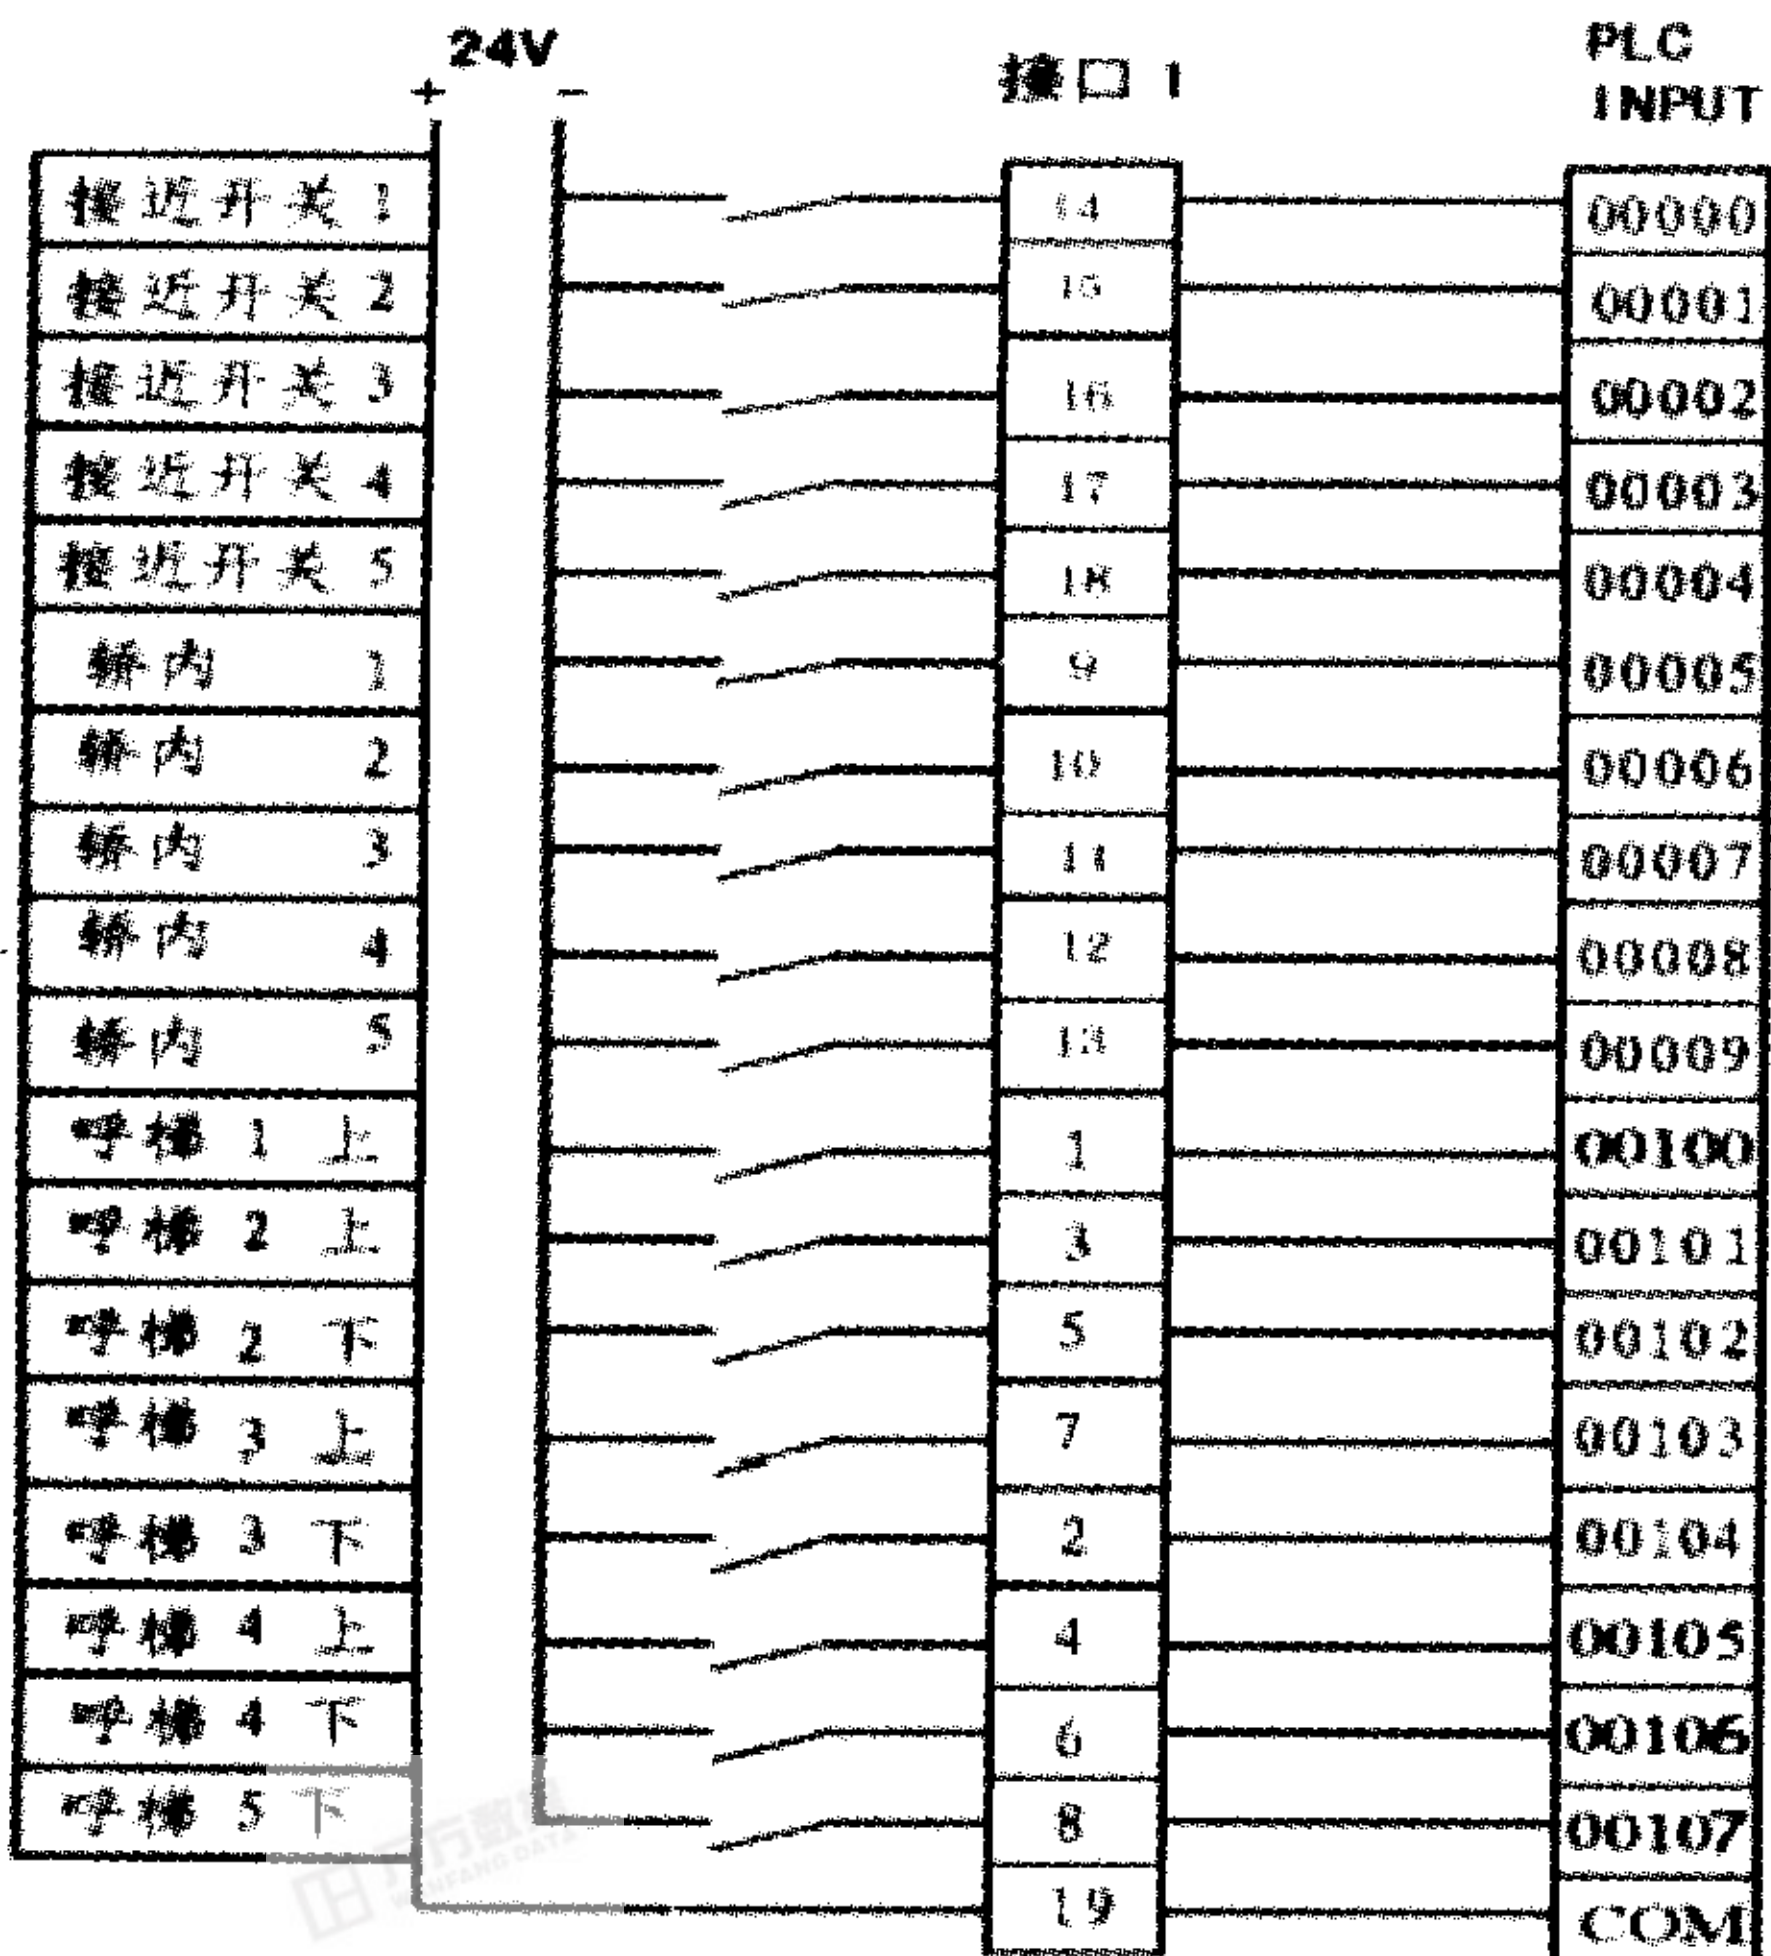 24V
+ -
接口 1
PLC
INPUT
接近开关 1 14 00000
接近开关 2 15 00001
接近开关 3 16 00002
接近开关 4 17 00003
接近开关 5 18 00004
轿内 1 9 00005
轿内 2 10 00006
轿内 3 11 00007
轿内 4 12 00008
轿内 5 13 00009
呼梯 1 上 1 00100
呼梯 2 上 3 00101
呼梯 2 下 5 00102
呼梯 3 上 7 00103
呼梯 3 下 2 00104
呼梯 4 上 4 00105
呼梯 4 下 6 00106
呼梯 5 下 8 00107
19 COM
万方数据
WANFANG DATA